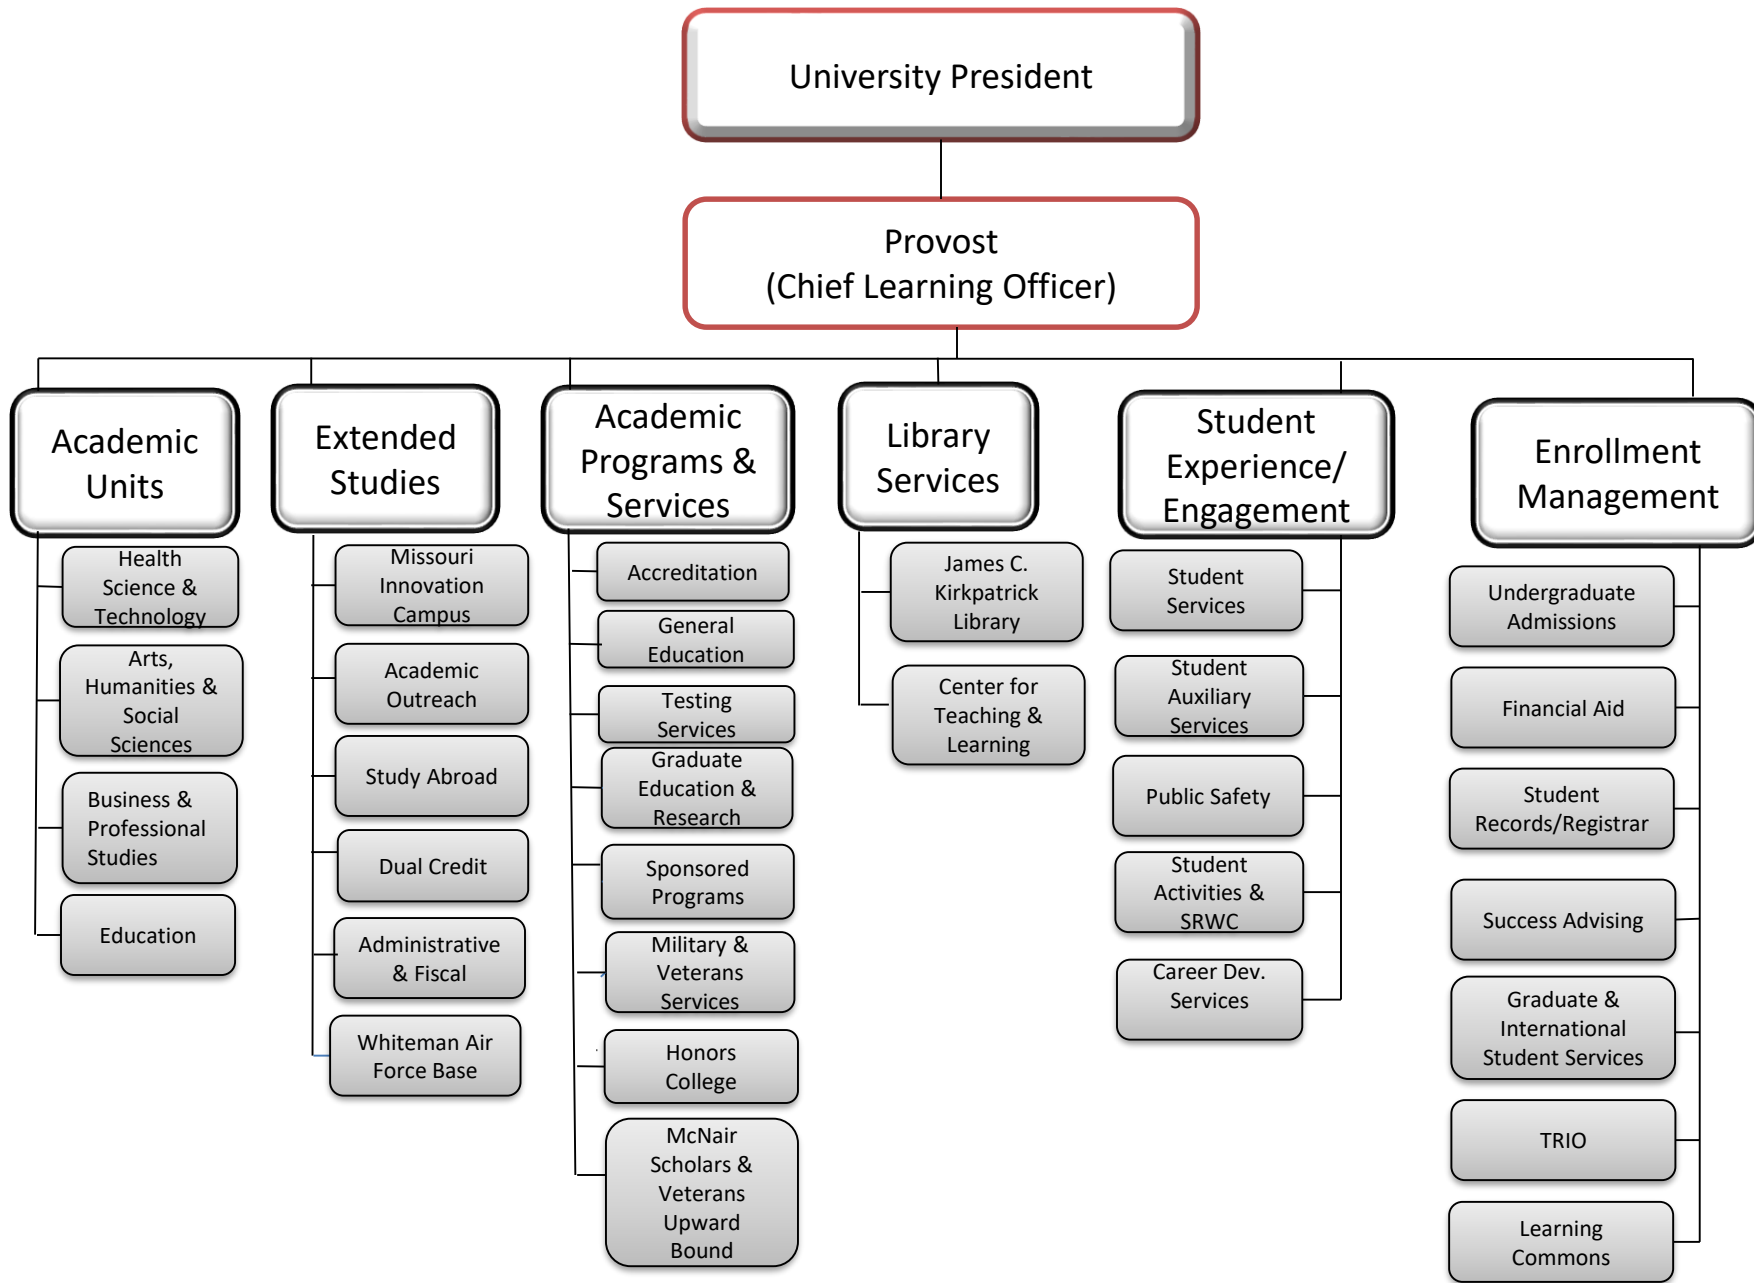 University President
Provost
(Chief Learning Officer)
Academic
Units
Health
Science &
Technology
Arts,
Humanities &
Social
Sciences
Business &
Professional
Studies
Education
Extended
Studies
Missouri
Innovation
Campus
Academic
Outreach
Study Abroad
Dual Credit
Administrative
& Fiscal
Whiteman Air
Force Base
Academic
Programs &
Services
Accreditation
General
Education
Testing
Services
Graduate
Education &
Research
Sponsored
Programs
Military &
Veterans
Services
Honors
College
McNair
Scholars &
Veterans
Upward
Bound
Library
Services
James C.
Kirkpatrick
Library
Center for
Teaching &
Learning
Student
Experience/
Engagement
Student
Services
Student
Auxiliary
Services
Public Safety
Student
Activities &
SRWC
Career Dev.
Services
Enrollment
Management
Undergraduate
Admissions
Financial Aid
Student
Records/Registrar
Success Advising
Graduate &
International
Student Services
TRIO
Learning
Commons